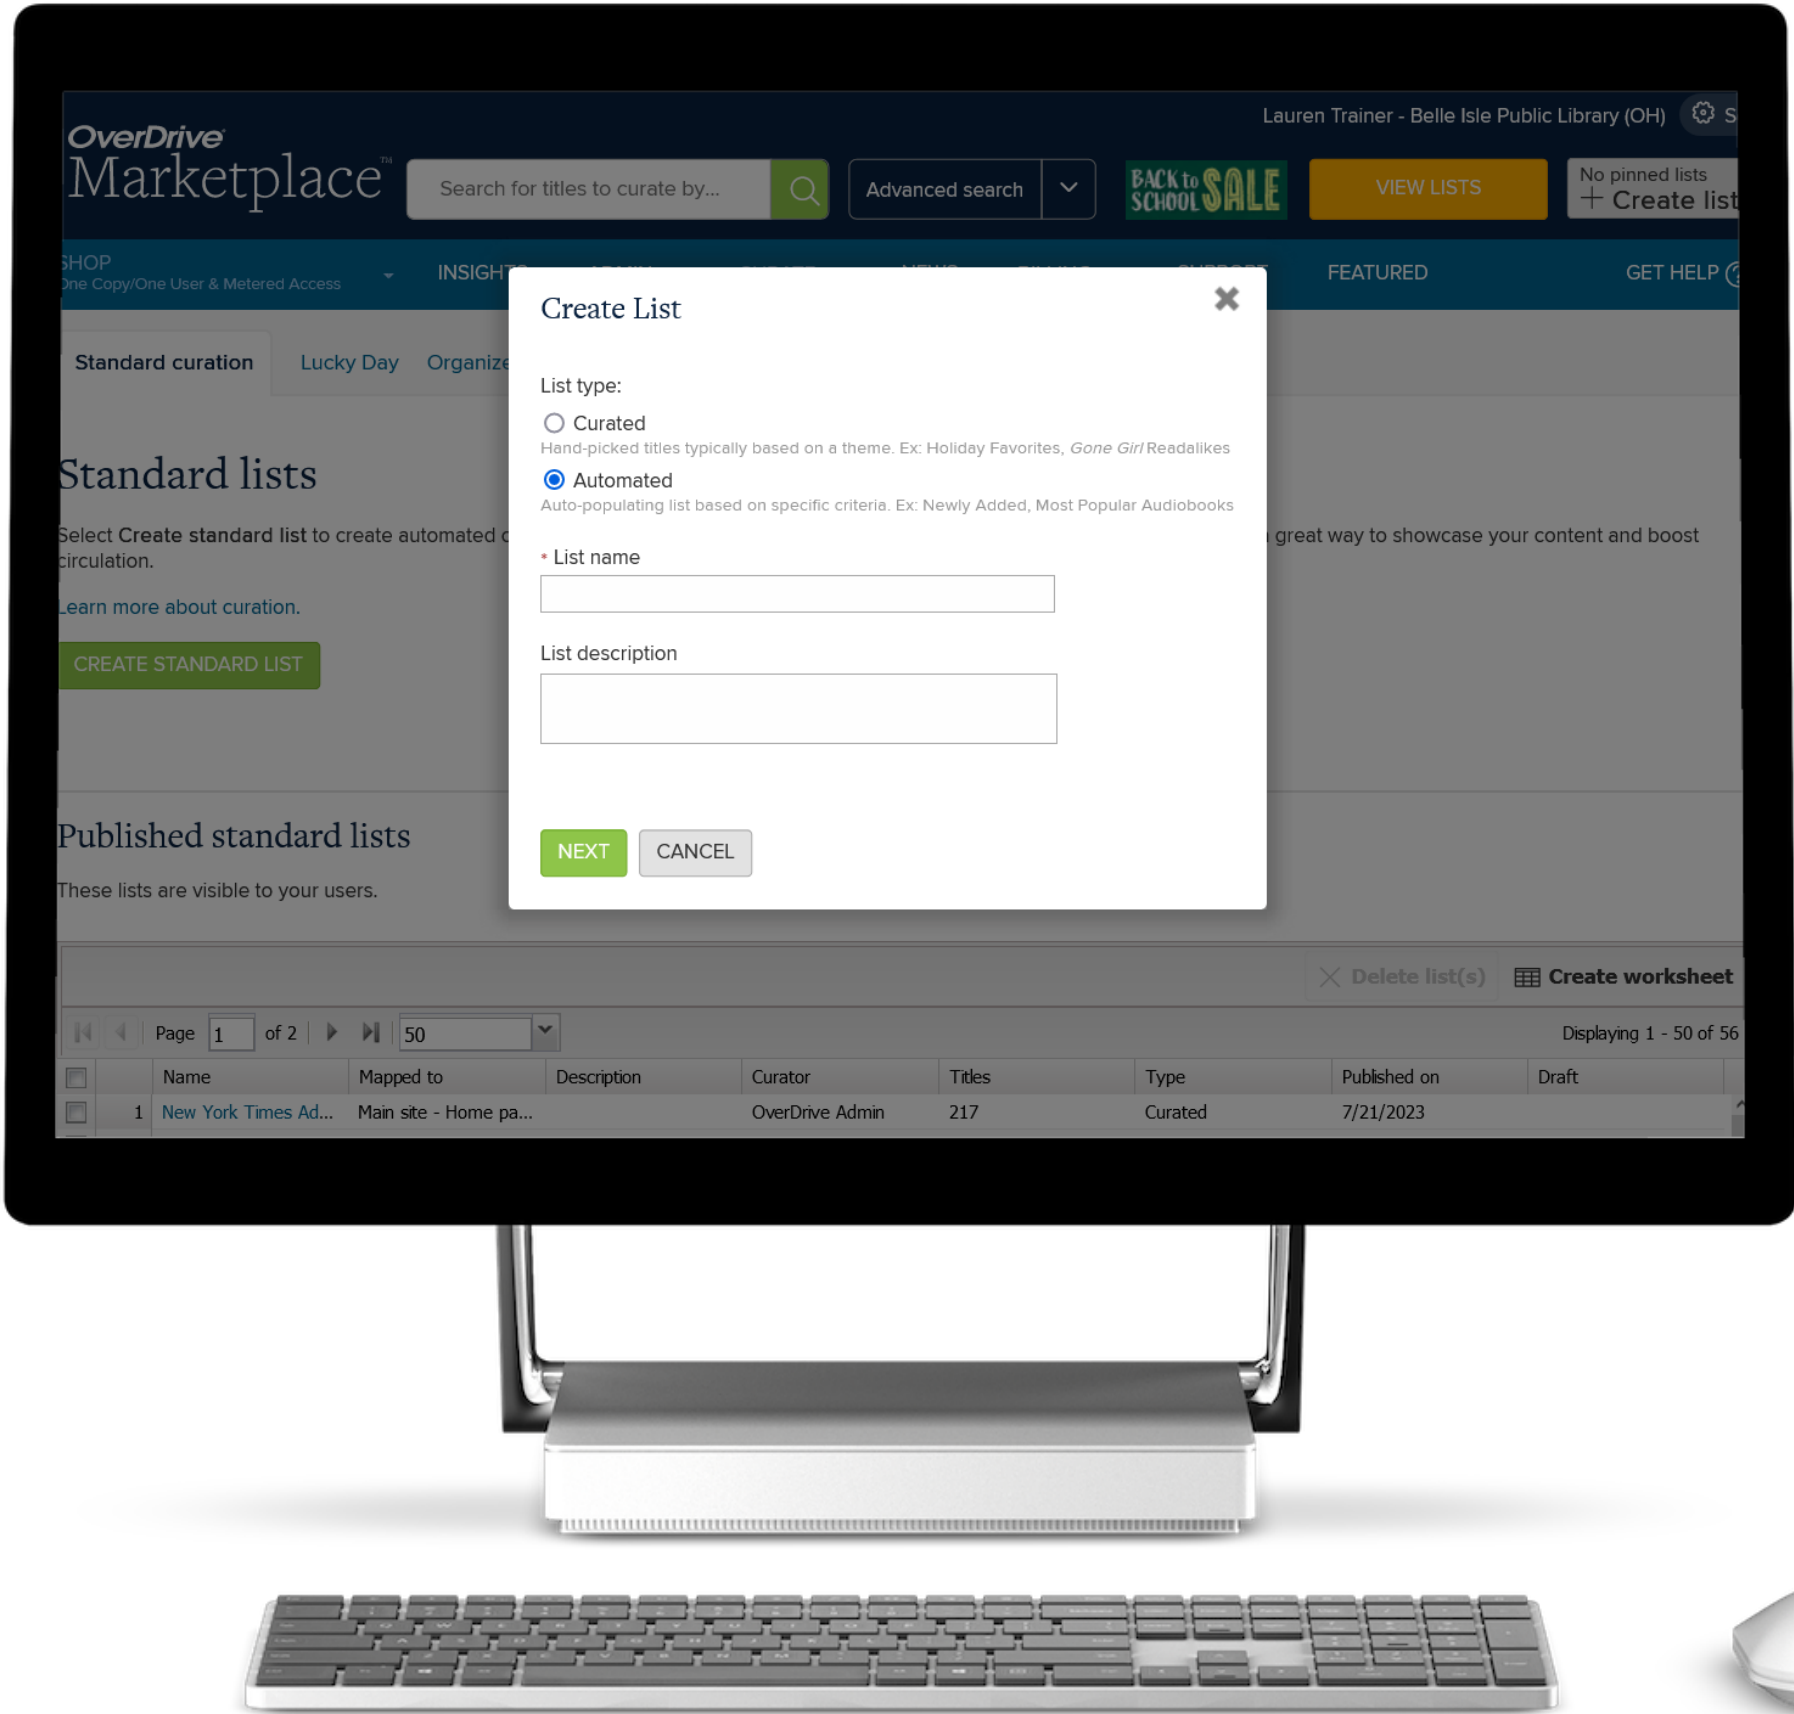 Lauren Trainer - Belle Isle Public Library (OH)
OverDrive
Marketplace™
Search for titles to curate by...
Advanced search
BACK to SCHOOL SALE
VIEW LISTS
No pinned lists
+ Create list
SHOP
One Copy/One User & Metered Access
FEATURED
GET HELP
Standard curation
Lucky Day
Create List
List type:
Curated
Hand-picked titles typically based on a theme. Ex: Holiday Favorites, Gone Girl Readalikes
Automated
Auto-populating list based on specific criteria. Ex: Newly Added, Most Popular Audiobooks
* List name
List description
NEXT
CANCEL
Standard lists
Select Create standard list to create automated
great way to showcase your content and boost
circulation.
Learn more about curation.
CREATE STANDARD LIST
Published standard lists
These lists are visible to your users.
Delete list(s)
Create worksheet
Page 1 of 2
50
Displaying 1 - 50 of 56
Name Mapped to Description Curator Titles Type Published on Draft
1 New York Times Ad... Main site - Home pa... OverDrive Admin 217 Curated 7/21/2023